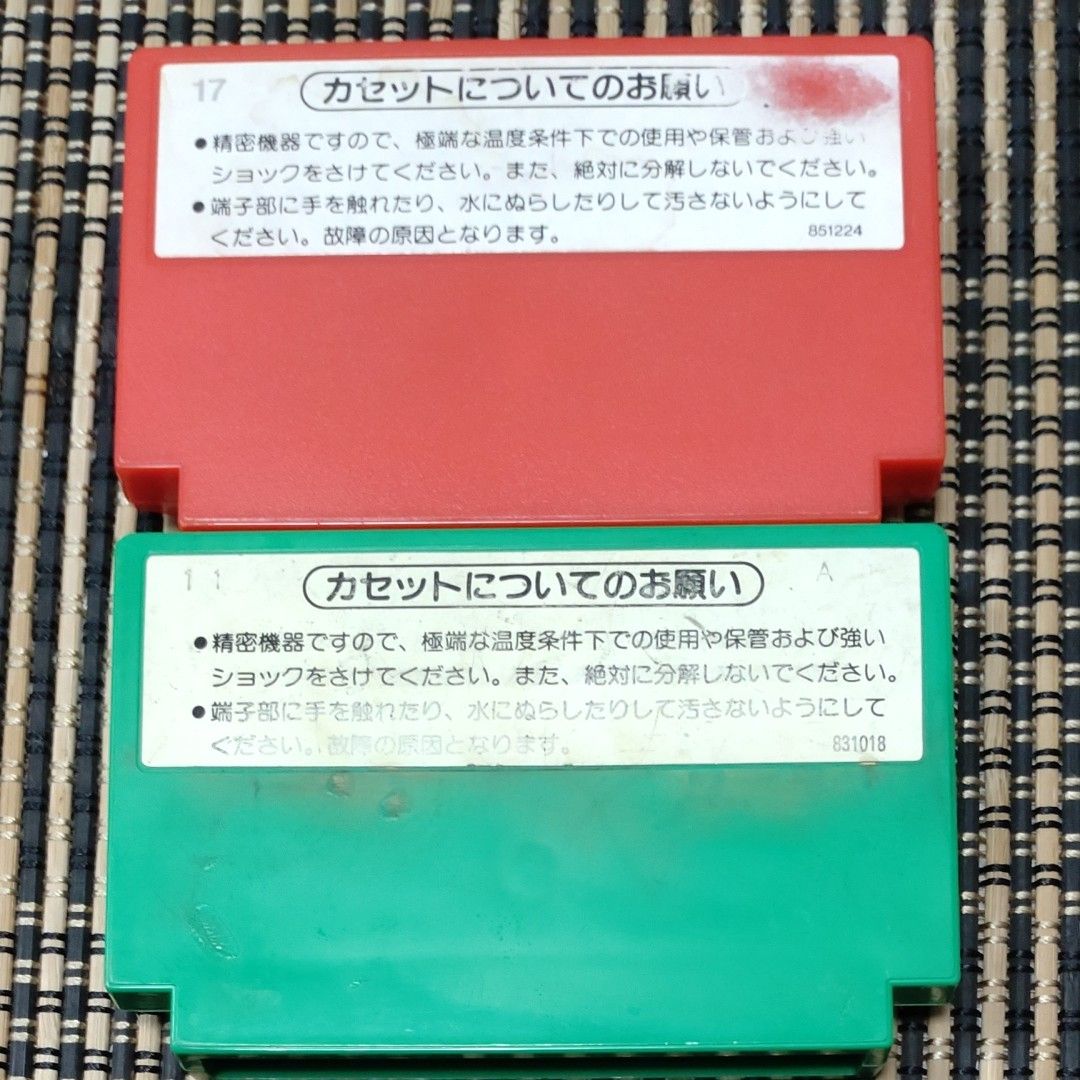 17
カセットについてのお願い
●精密機器ですので、極端な温度条件下での使用や保管および強い
ショックをさけてください。また、絶対に分解しないでください。
●端子部に手を触れたり、水にぬらしたりして汚さないようにして
ください。故障の原因となります。
851224
11 A
カセットについてのお願い
●精密機器ですので、極端な温度条件下での使用や保管および強い
ショックをさけてください。また、絶対に分解しないでください。
●端子部に手を触れたり、水にぬらしたりして汚さないようにして
ください。故障の原因となります。
831018